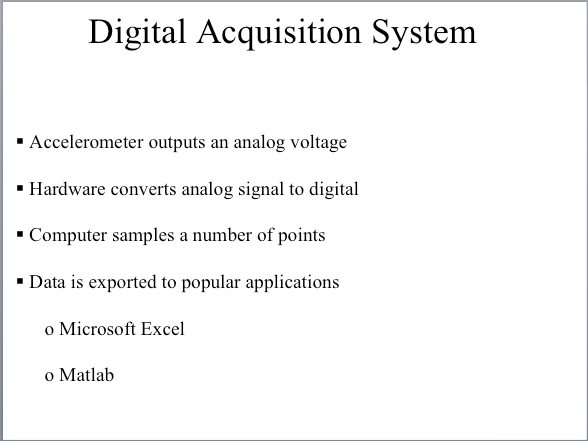 Digital Acquisition System
▪ Accelerometer outputs an analog voltage
▪ Hardware converts analog signal to digital
▪ Computer samples a number of points
▪ Data is exported to popular applications
o Microsoft Excel
o Matlab